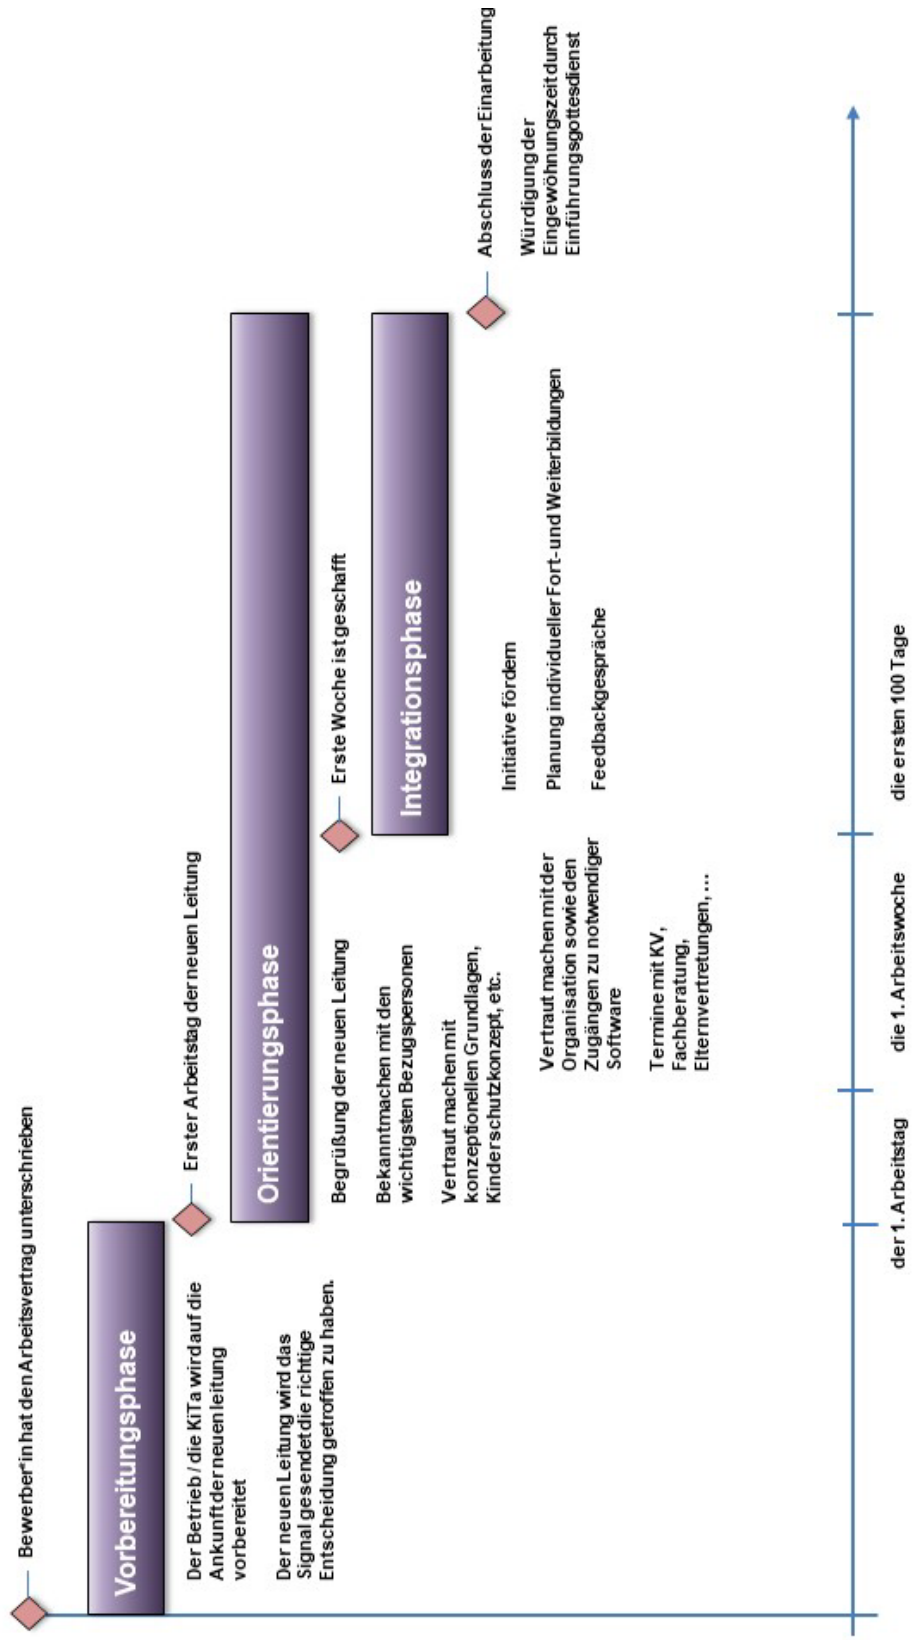 Bewerber*in hat den Arbeitsvertrag unterschrieben
Vorbereitungsphase
Der Betrieb / die KiTa wird auf die
Ankunft der neuen leitung
vorbereitet
Der neuen Leitung wird das
Signal gesendet die richtige
Entscheidung getroffen zu haben.
Erster Arbeitstag der neuen Leitung
Orientierungsphase
Begrüßung der neuen Leitung
Bekanntmachen mit den
wichtigsten Bezugspersonen
Vertraut machen mit
konzeptionellen Grundlagen,
Kinderschutzkonzept, etc.
Vertraut machen mit der
Organisation sowie den
Zugängen zu notwendiger
Software
Termine mit KV,
Fachberatung,
Elternvertretungen, ...
Erste Woche ist geschafft
Integrationsphase
Initiative fördern
Planung individueller Fort- und Weiterbildungen
Feedbackgespräche
Abschluss der Einarbeitung
Würdigung der
Eingewöhnungszeit durch
Einführungsgottesdienst
der 1. Arbeitstag
die 1. Arbeitswoche
die ersten 100 Tage